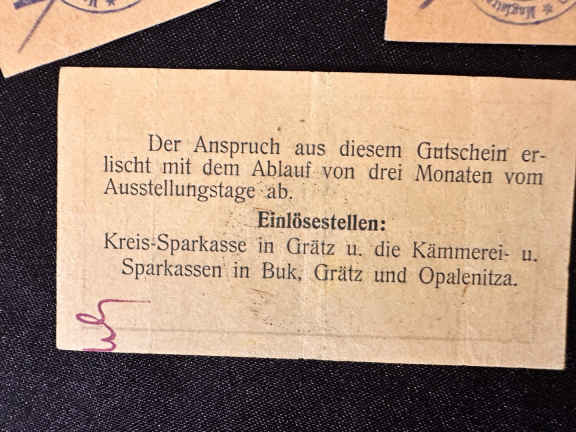 Der Anspruch aus diesem Gutschein er-
lischt mit dem Ablauf von drei Monaten vom
Ausstellungstage ab.
Einlösestellen:
Kreis-Sparkasse in Grätz u. die Kämmerei- u.
Sparkassen in Buk, Grätz und Opalenitza.